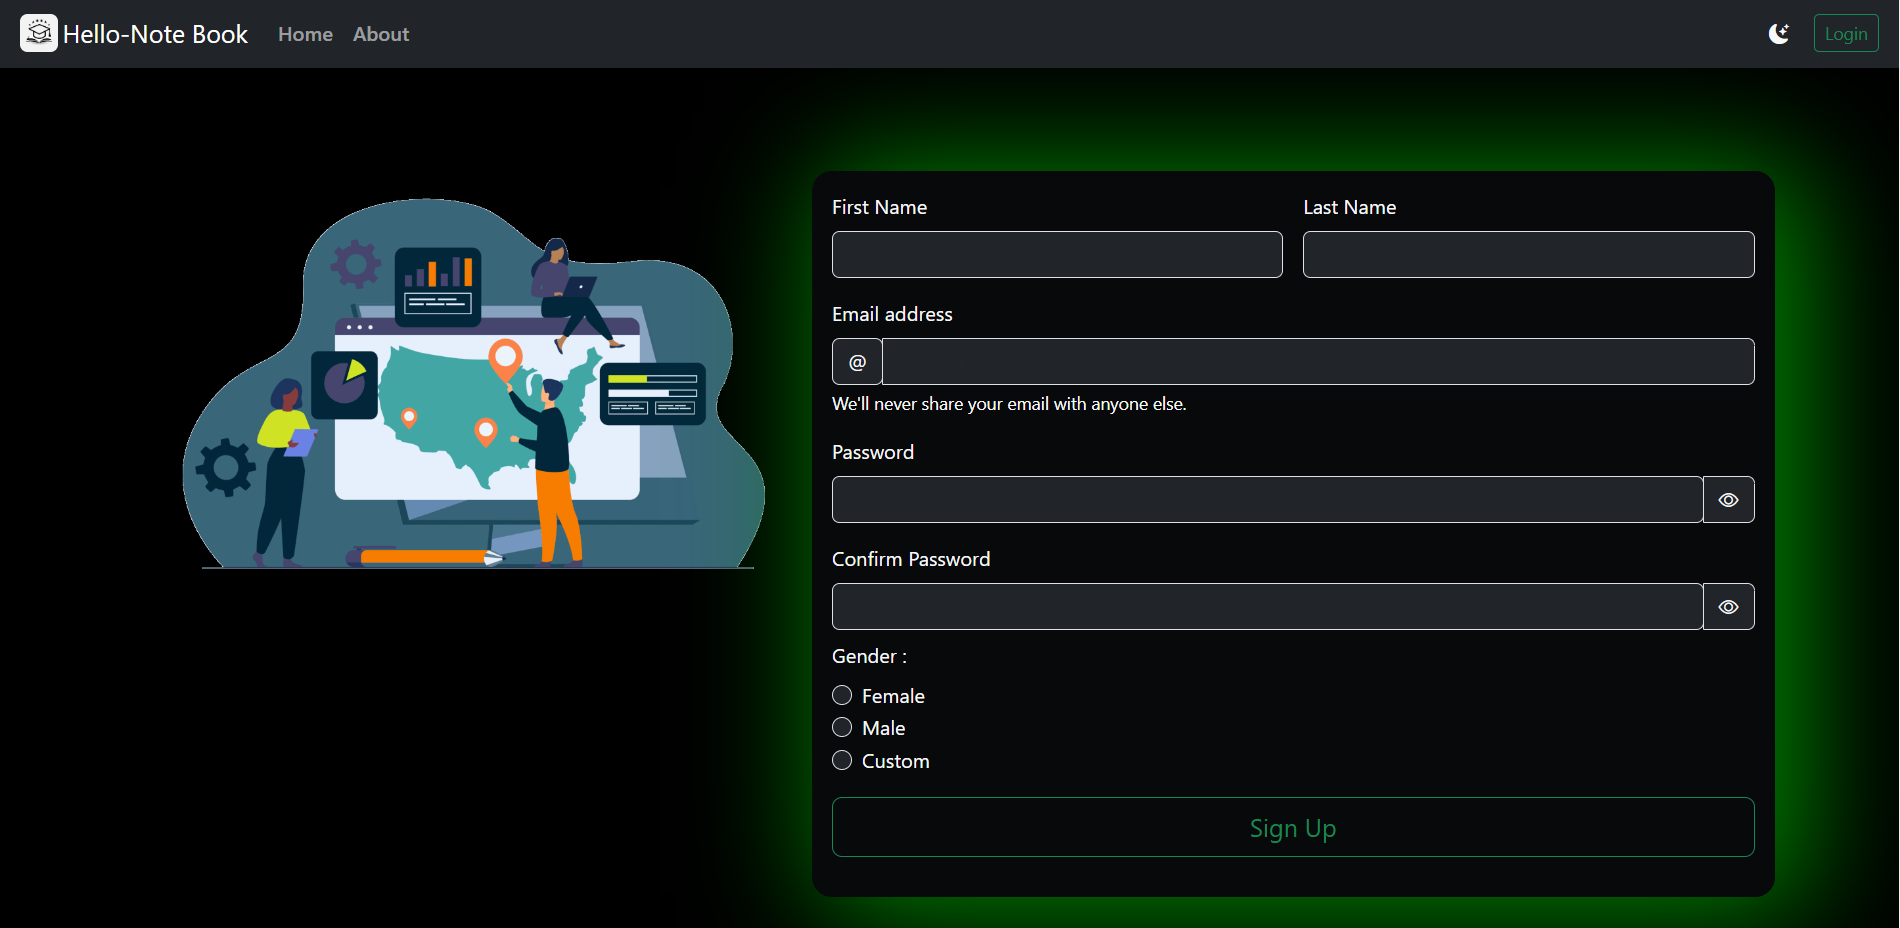 Hello-Note Book Home About Login
First Name Last Name
Email address
@
We'll never share your email with anyone else.
Password
Confirm Password
Gender :
Female
Male
Custom
Sign Up